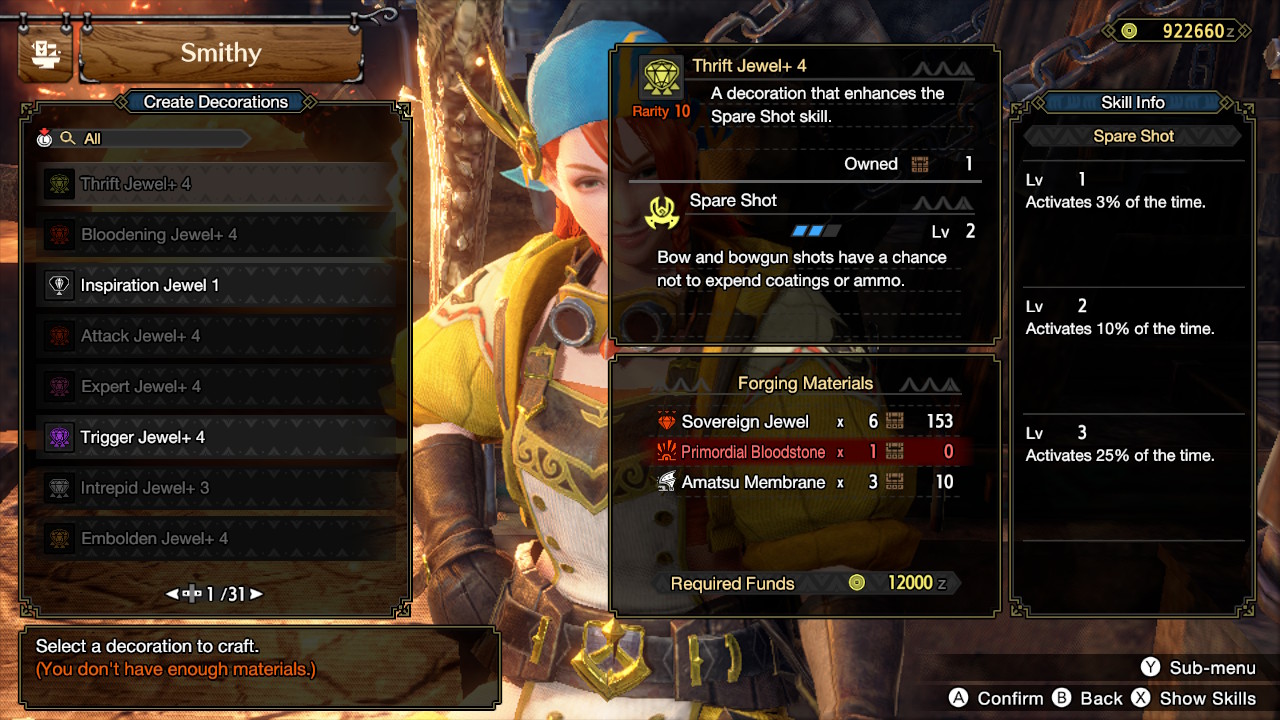 Smithy
922660z
Create Decorations
All
Thrift Jewel+ 4
Bloodening Jewel+ 4
Inspiration Jewel 1
Attack Jewel+ 4
Expert Jewel+ 4
Trigger Jewel+ 4
Intrepid Jewel+ 3
Embolden Jewel+ 4
1 /31
Select a decoration to craft.
(You don't have enough materials.)
Thrift Jewel+ 4
Rarity 10
A decoration that enhances the
Spare Shot skill.
Owned 1
Spare Shot
Lv 2
Bow and bowgun shots have a chance
not to expend coatings or ammo.
Forging Materials
Sovereign Jewel x 6 153
Primordial Bloodstone x 1 0
Amatsu Membrane x 3 10
Required Funds 12000 z
Skill Info
Spare Shot
Lv 1
Activates 3% of the time.
Lv 2
Activates 10% of the time.
Lv 3
Activates 25% of the time.
Y Sub-menu
A Confirm B Back X Show Skills